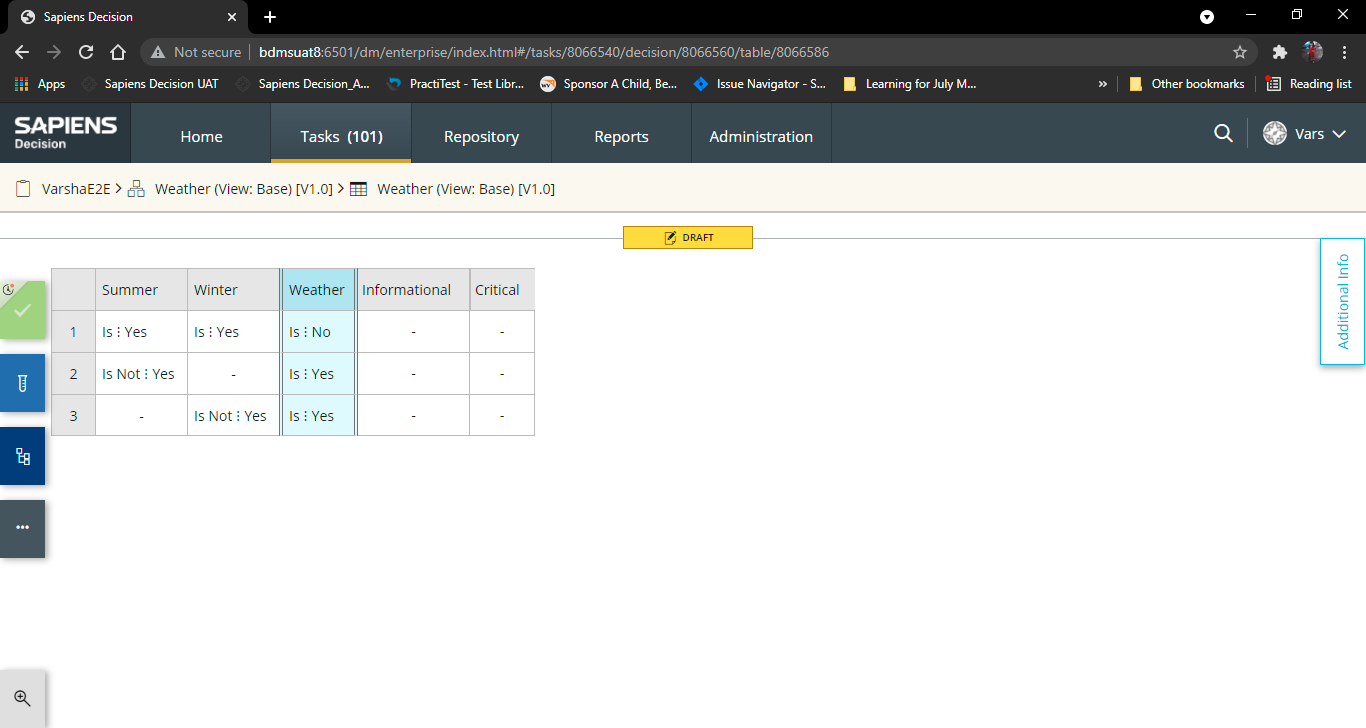 Sapiens Decision
Not secure bdmsuat8:6501/dm/enterprise/index.html#/tasks/8066540/decision/8066560/table/8066586
Apps Sapiens Decision UAT Sapiens Decision_A... PractiTest - Test Libr... Sponsor A Child, Be... Issue Navigator - S... Learning for July M... » Other bookmarks Reading list
SAPIENS
Decision
Home Tasks (101) Repository Reports Administration Vars
VarshaE2E > Weather (View: Base) [V1.0] > Weather (View: Base) [V1.0]
DRAFT
Additional Info
Summer Winter Weather Informational Critical
1 Is ⁝ Yes Is ⁝ Yes Is ⁝ No - -
2 Is Not ⁝ Yes - Is ⁝ Yes - -
3 - Is Not ⁝ Yes Is ⁝ Yes - -